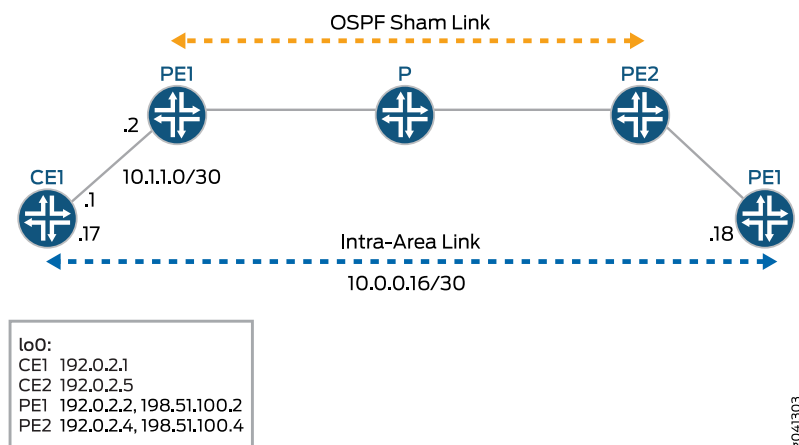 OSPF Sham Link
PE1
P
PE2
.2
CE1
10.1.1.0/30
PE1
.1
.17
Intra-Area Link
.18
10.0.0.16/30
lo0:
CE1 192.0.2.1
CE2 192.0.2.5
PE1 192.0.2.2, 198.51.100.2
PE2 192.0.2.4, 198.51.100.4